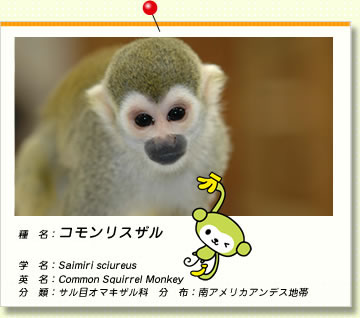 種　名：コモンリスザル
学　名：Saimiri sciureus
英　名：Common Squirrel Monkey
分　類：サル目オマキザル科　分　布：南アメリカアンデス地帯